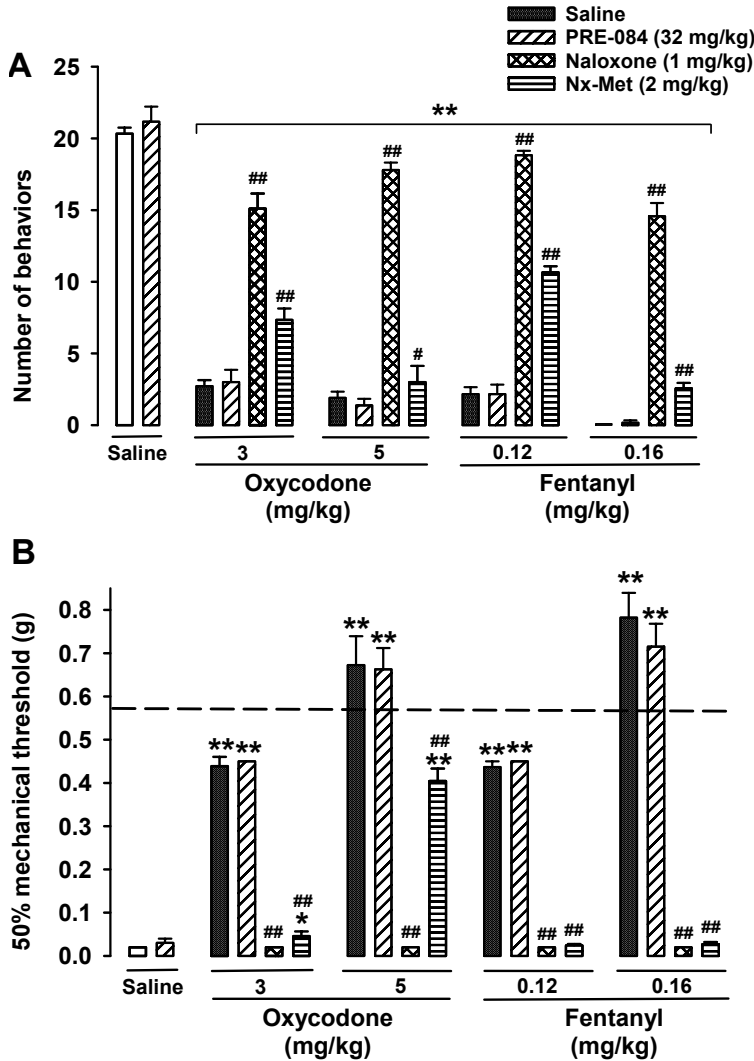 Saline
PRE-084 (32 mg/kg)
Naloxone (1 mg/kg)
Nx-Met (2 mg/kg)
A
25
20
15
10
5
0
Number of behaviors
**
## ## ## ##
## # ## ##
Saline 3 5 0.12 0.16
Oxycodone Fentanyl
(mg/kg) (mg/kg)
B
0.8
0.7
0.6
0.5
0.4
0.3
0.2
0.1
0.0
50% mechanical threshold (g)
** **
** **
##
**
** ** ** **
## ##
*
## ## ## ## ##
Saline 3 5 0.12 0.16
Oxycodone Fentanyl
(mg/kg) (mg/kg)